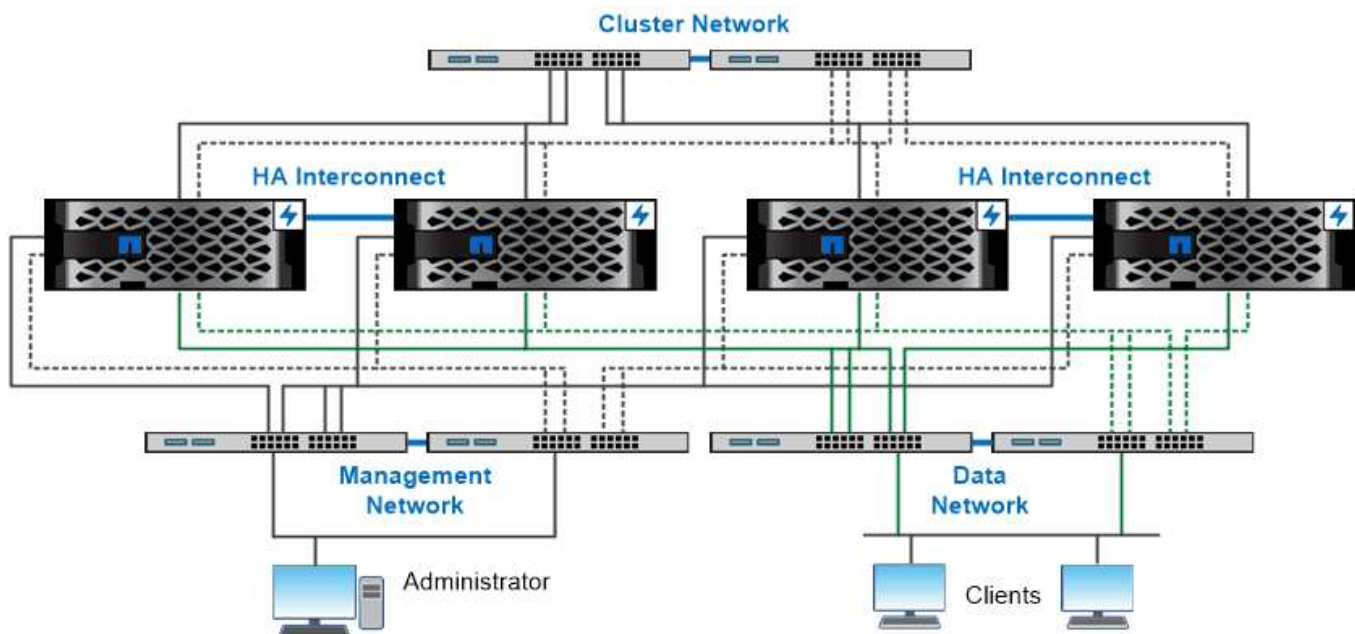 Cluster Network
HA Interconnect
HA Interconnect
Management
Network
Data
Network
Administrator
Clients